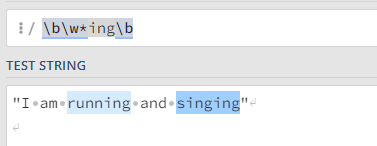 / \b\w*ing\b
TEST STRING
"I am running and singing"